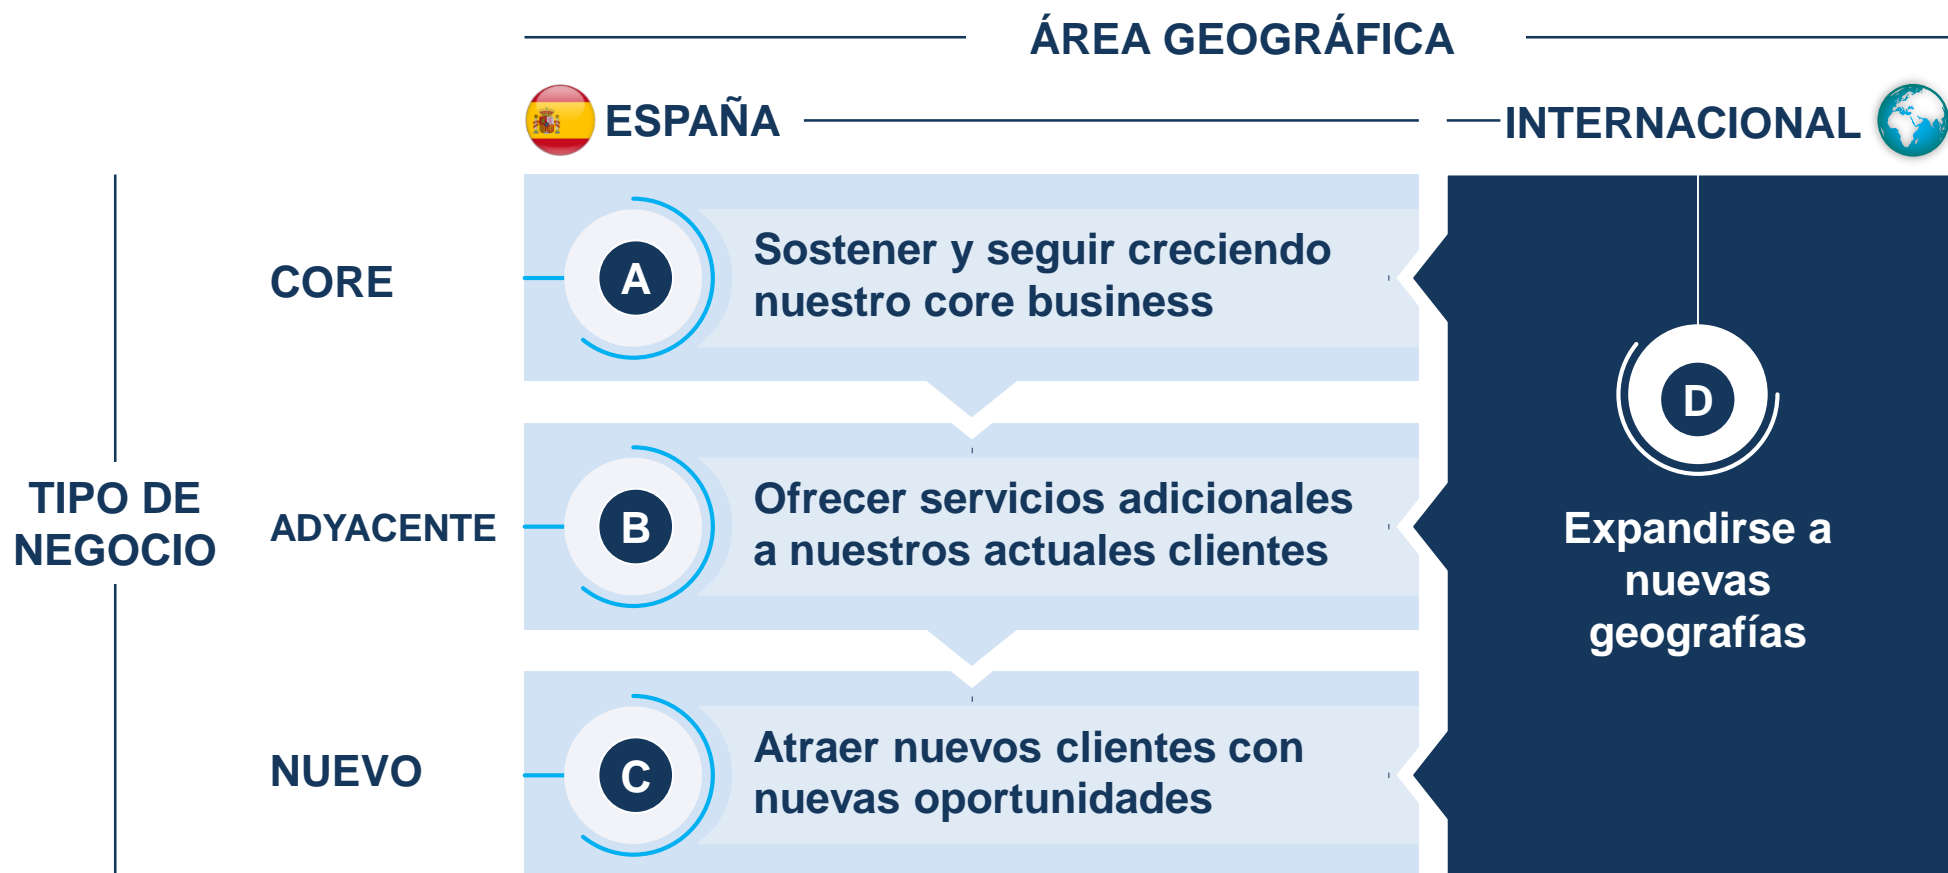 ÁREA GEOGRÁFICA
ESPAÑA
INTERNACIONAL
TIPO DE
NEGOCIO
CORE
A
Sostener y seguir creciendo
nuestro core business
ADYACENTE
B
Ofrecer servicios adicionales
a nuestros actuales clientes
NUEVO
C
Atraer nuevos clientes con
nuevas oportunidades
D
Expandirse a
nuevas
geografías